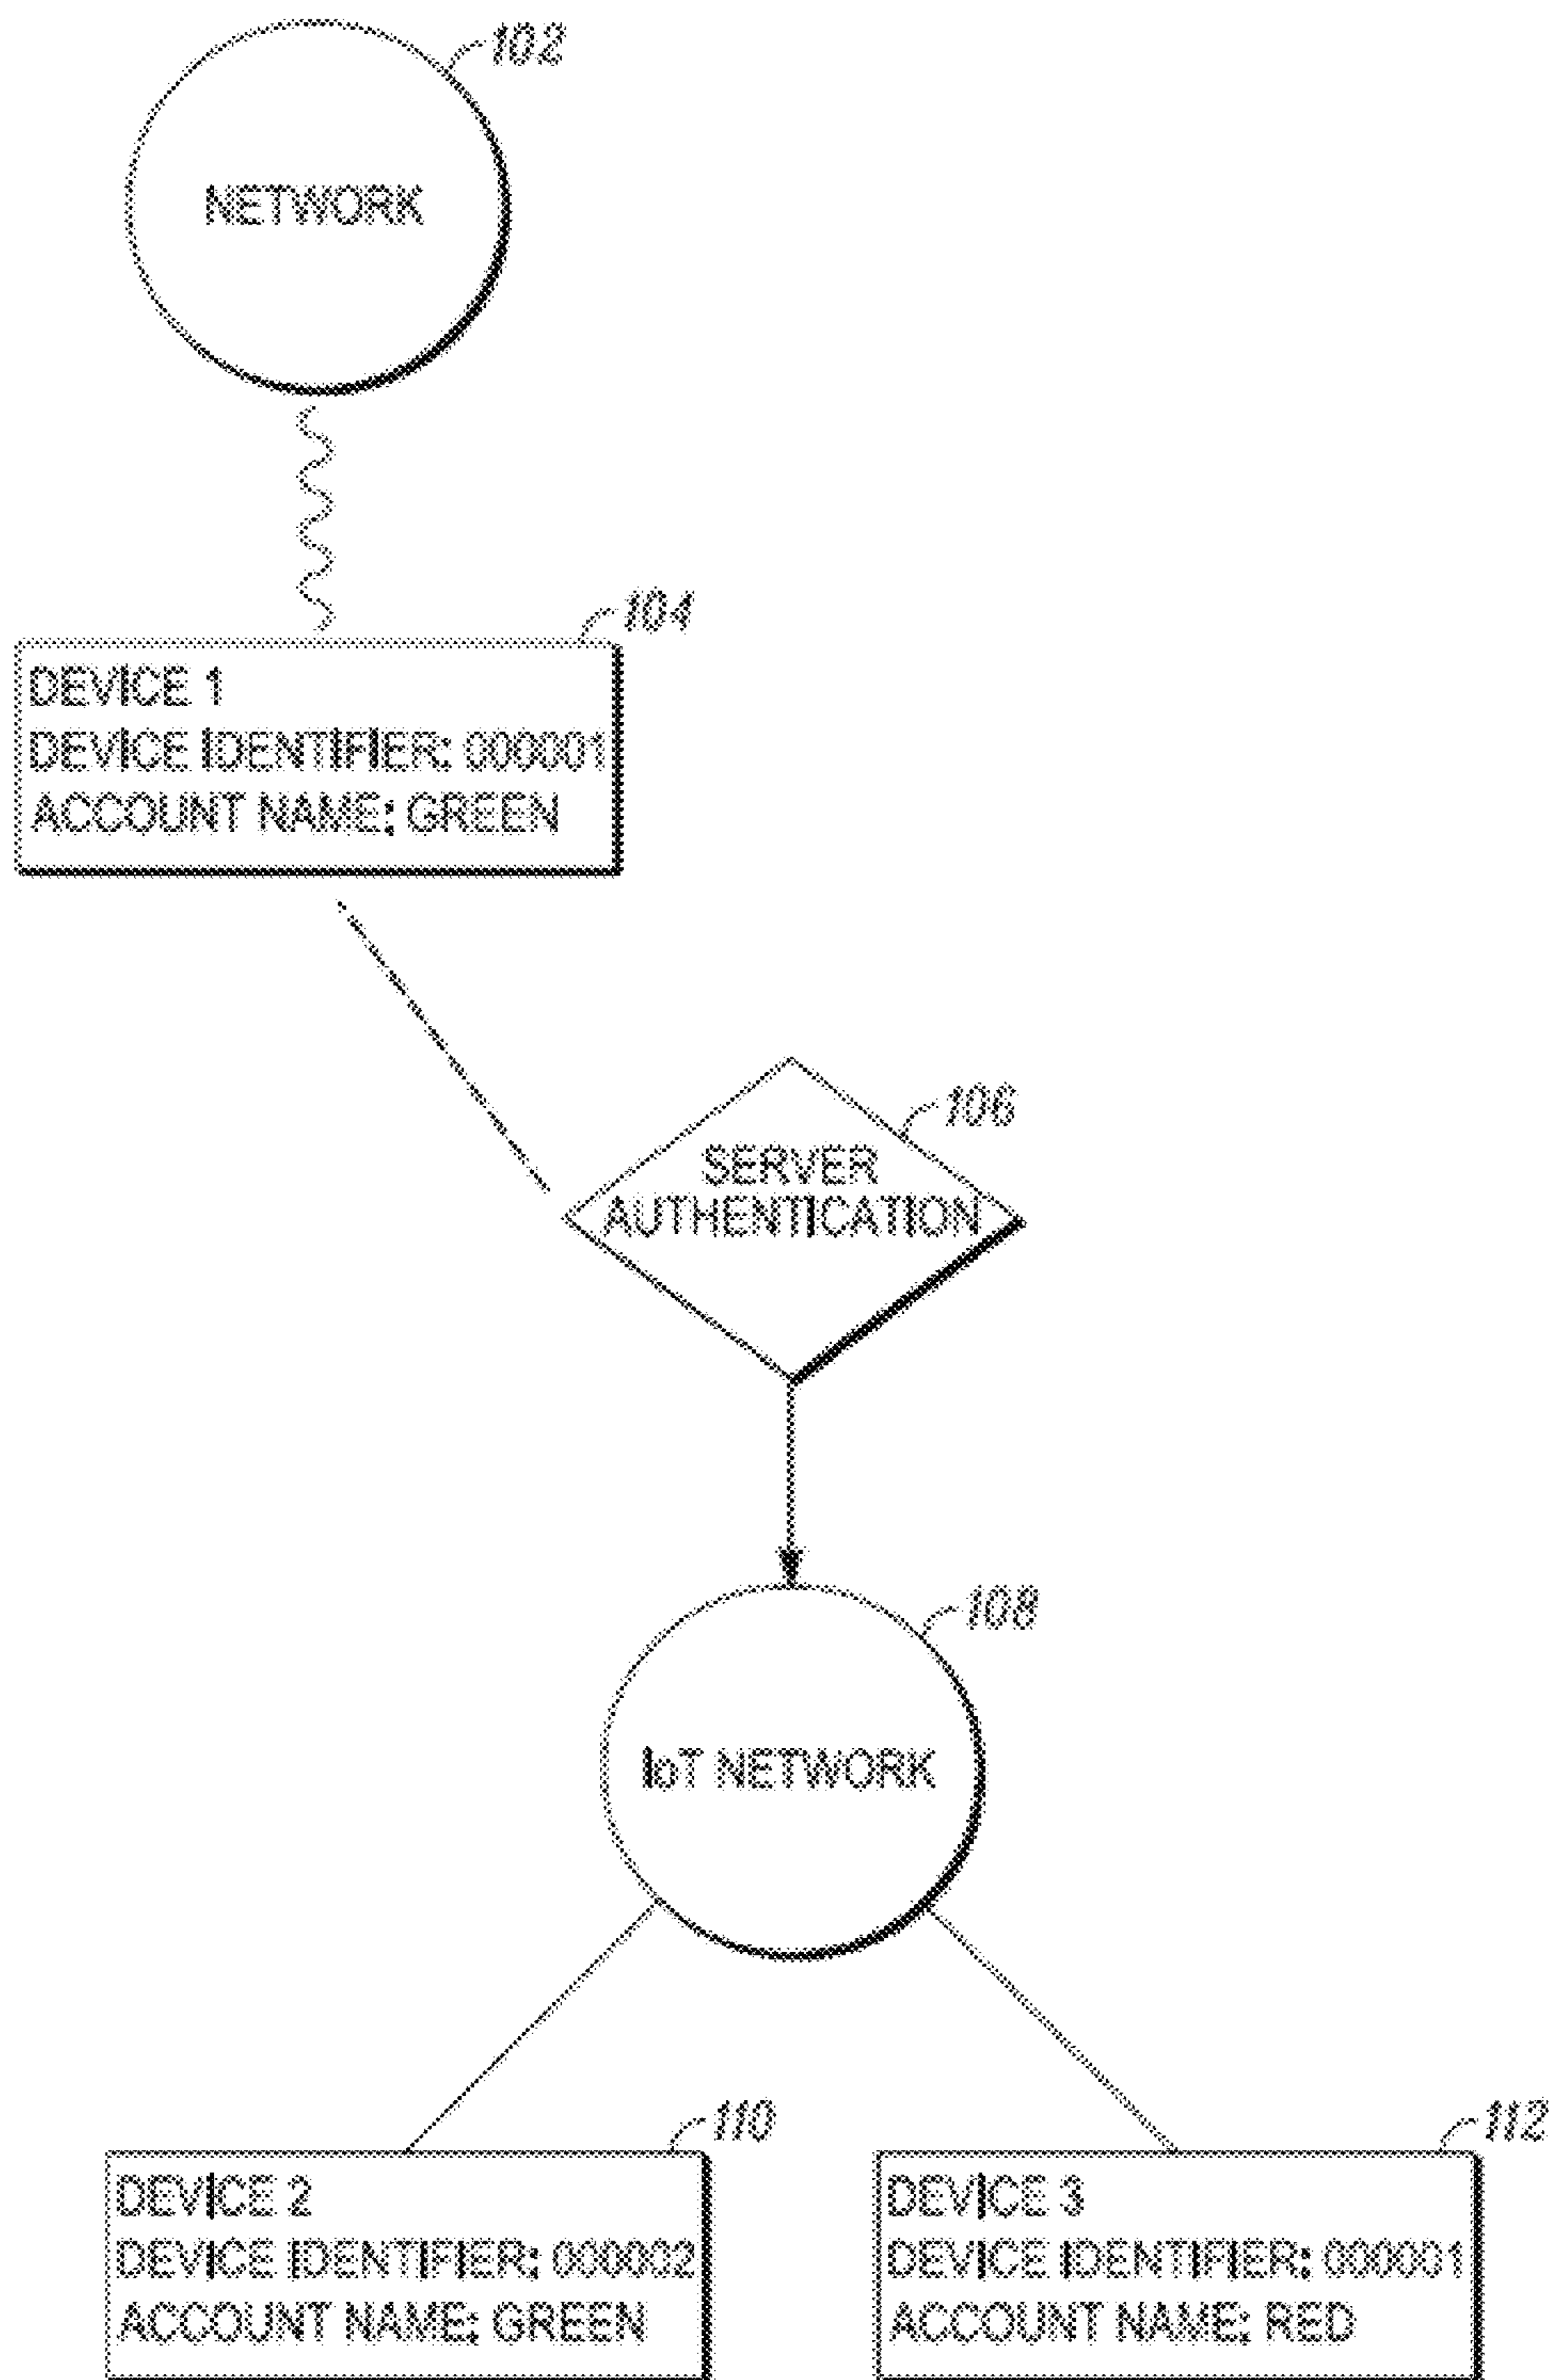 102
NETWORK
104
DEVICE 1
DEVICE IDENTIFIER: 000001
ACCOUNT NAME: GREEN
106
SERVER
AUTHENTICATION
108
IoT NETWORK
110
DEVICE 2
DEVICE IDENTIFIER: 000002
ACCOUNT NAME: GREEN
112
DEVICE 3
DEVICE IDENTIFIER: 000001
ACCOUNT NAME: RED